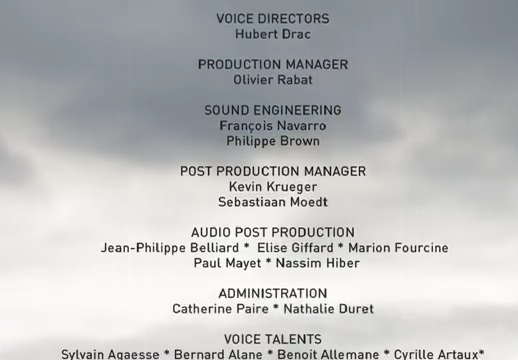 VOICE DIRECTORS
Hubert Drac
PRODUCTION MANAGER
Olivier Rabat
SOUND ENGINEERING
François Navarro
Philippe Brown
POST PRODUCTION MANAGER
Kevin Krueger
Sebastiaan Moedt
AUDIO POST PRODUCTION
Jean-Philippe Belliard * Elise Giffard * Marion Fourcine
Paul Mayet * Nassim Hiber
ADMINISTRATION
Catherine Paire * Nathalie Duret
VOICE TALENTS
Sylvain Agaesse * Bernard Alane * Benoit Allemane * Cyrille Artaux*